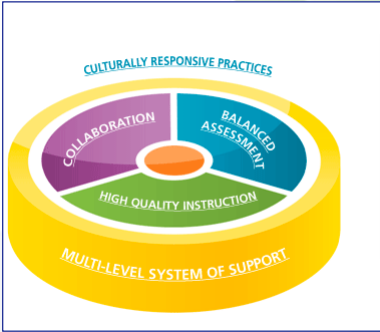 CULTURALLY RESPONSIVE PRACTICES
COLLABORATION
BALANCED
ASSESSMENT
HIGH QUALITY INSTRUCTION
MULTI-LEVEL SYSTEM OF SUPPORT